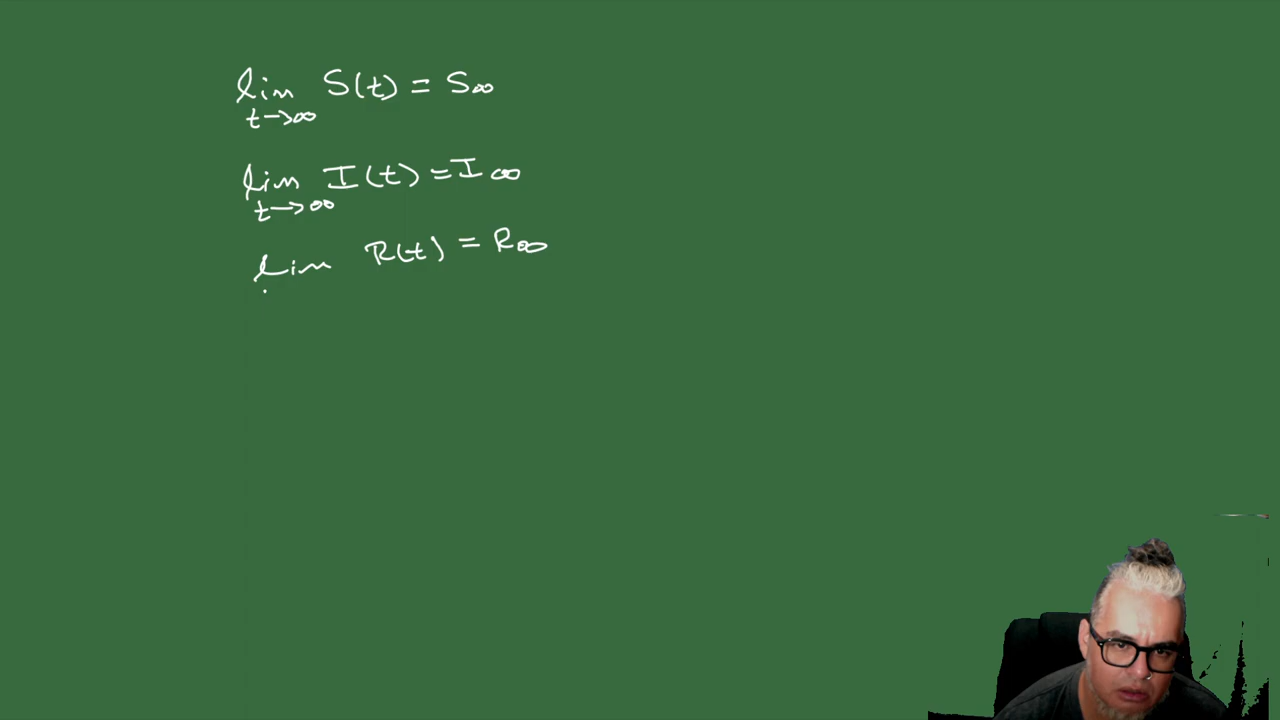 lim S(t) = S∞
t→∞
lim I(t) = I∞
t→∞
lim R(t) = R∞